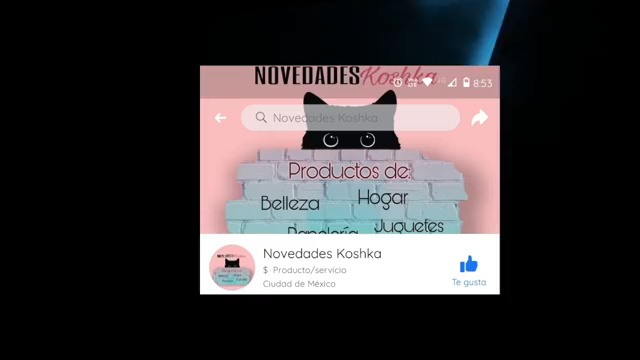 NOVEDADES Koshka
8:53
Novedades Koshka
Productos de:
Belleza
Hogar
Juguetes
Papelería
Novedades Koshka
$ · Producto/servicio
Ciudad de México
Te gusta